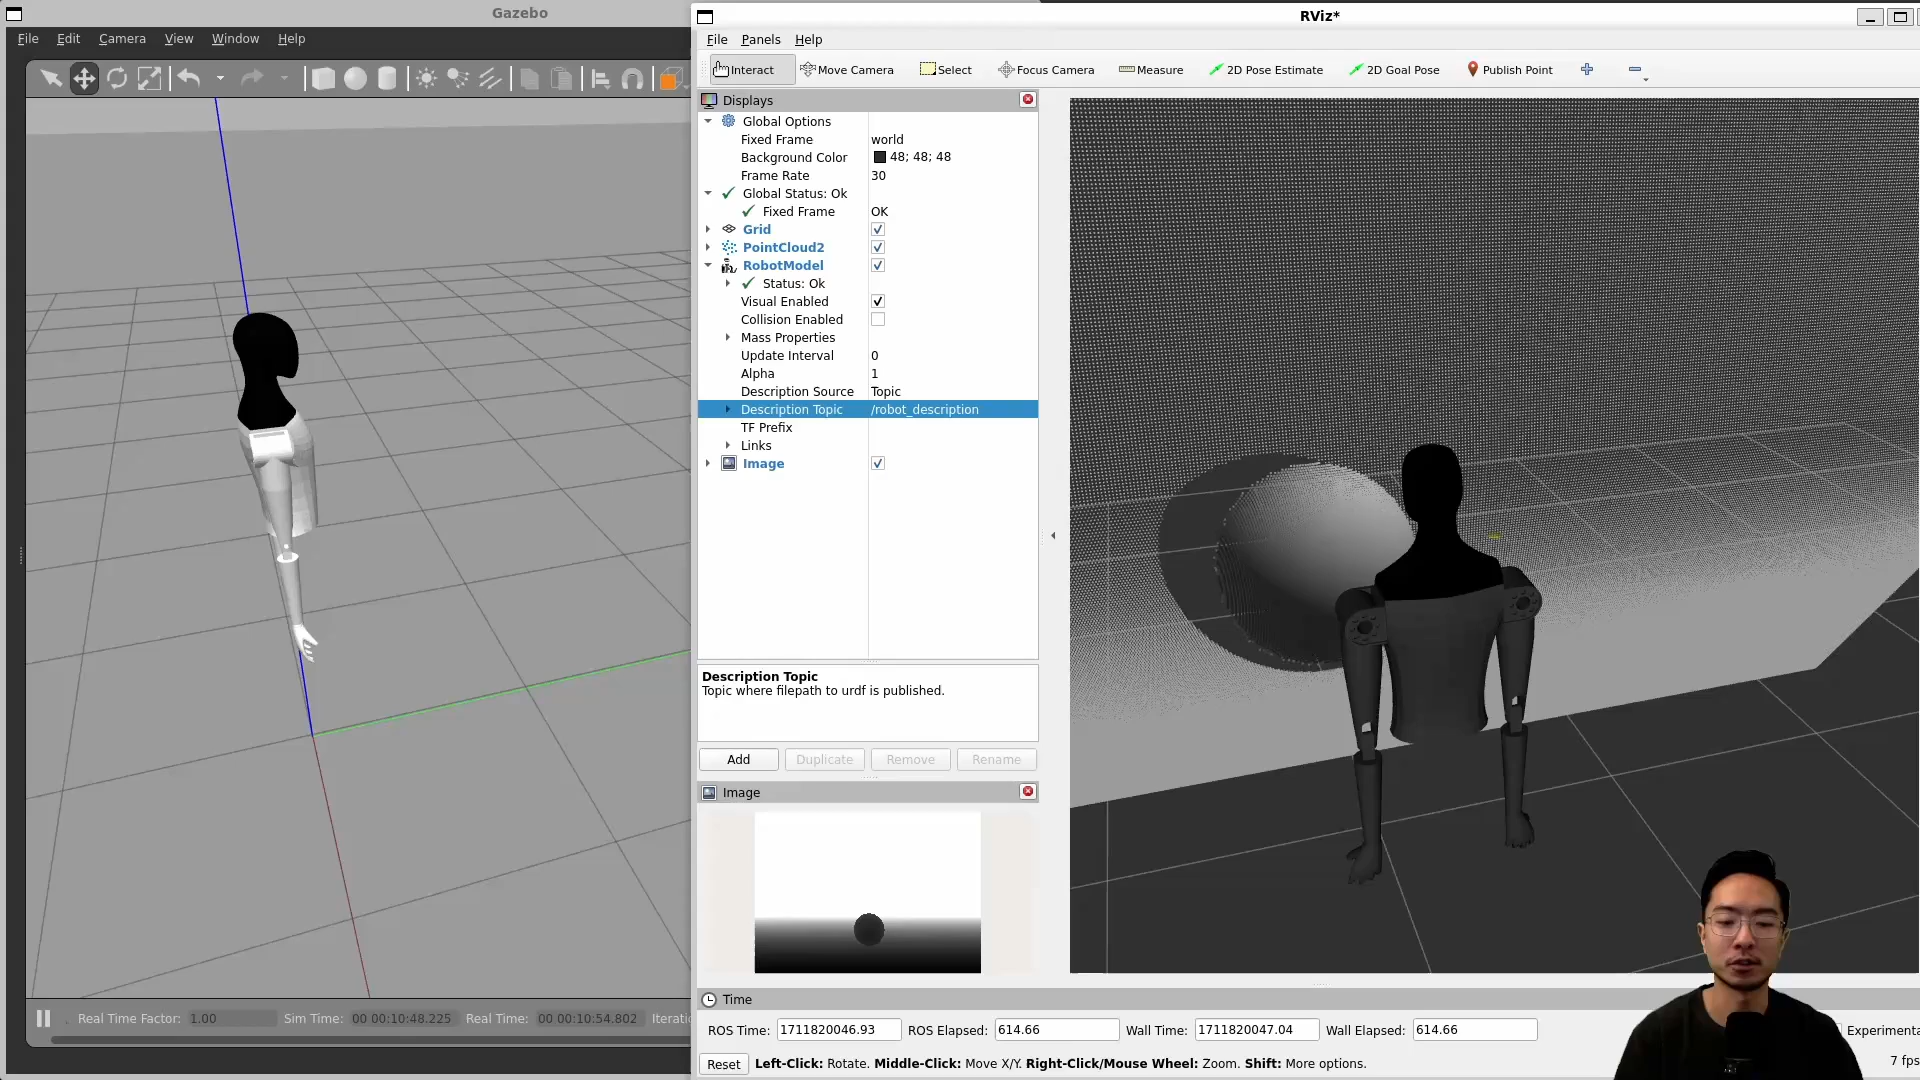 Gazebo
File Edit Camera View Window Help
Real Time Factor: 1.00 Sim Time: 00 00:10:48.225 Real Time: 00 00:10:54.802 Iteratio
RViz*
File Panels Help
Interact Move Camera Select Focus Camera Measure 2D Pose Estimate 2D Goal Pose Publish Point
Displays
Global Options
Fixed Frame world
Background Color 48; 48; 48
Frame Rate 30
Global Status: Ok
Fixed Frame OK
Grid
PointCloud2
RobotModel
Status: Ok
Visual Enabled
Collision Enabled
Mass Properties
Update Interval 0
Alpha 1
Description Source Topic
Description Topic /robot_description
TF Prefix
Links
Image
Description Topic
Topic where filepath to urdf is published.
Add Duplicate Remove Rename
Image
Time
ROS Time: 1711820046.93 ROS Elapsed: 614.66 Wall Time: 1711820047.04 Wall Elapsed: 614.66 Experimenta
Reset Left-Click: Rotate. Middle-Click: Move X/Y. Right-Click/Mouse Wheel: Zoom. Shift: More options. 7 fps